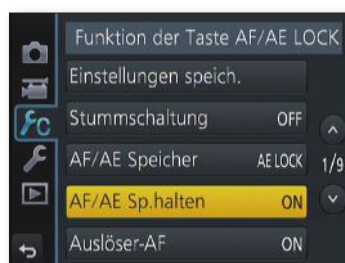 Funktion der Taste AF/AE LOCK
Einstellungen speich.
Stummschaltung OFF
AF/AE Speicher AE LOCK 1/9
AF/AE Sp.halten ON
Auslöser-AF ON
C